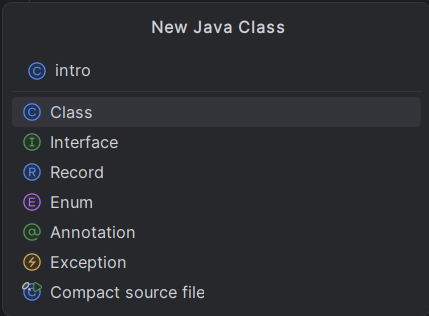 New Java Class
C intro
C Class
I Interface
R Record
E Enum
@ Annotation
Exception
C Compact source file